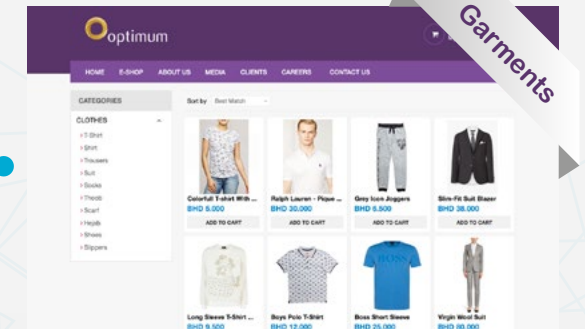 Garments
optimum
HOME E-SHOP ABOUT US MEDIA CLIENTS CAREERS CONTACT US
CATEGORIES
Sort by Best Match
CLOTHES
T-Shirt
Shirt
Trousers
Suit
Socks
Thoob
Scarf
Hejab
Shoes
Slippers
Colorfull T-shirt With ...
BHD 5.000
ADD TO CART
Ralph Lauren - Pique ...
BHD 30.000
ADD TO CART
Grey Icon Joggers
BHD 6.500
ADD TO CART
Slim-Fit Suit Blazer
BHD 38.000
ADD TO CART
BOSS
Long Sleeve T-Shirt ...
BHD 9.500
Boys Polo T-Shirt
BHD 12.000
Boss Short Sleeve
BHD 25.000
Virgin Wool Suit
BHD 80.000